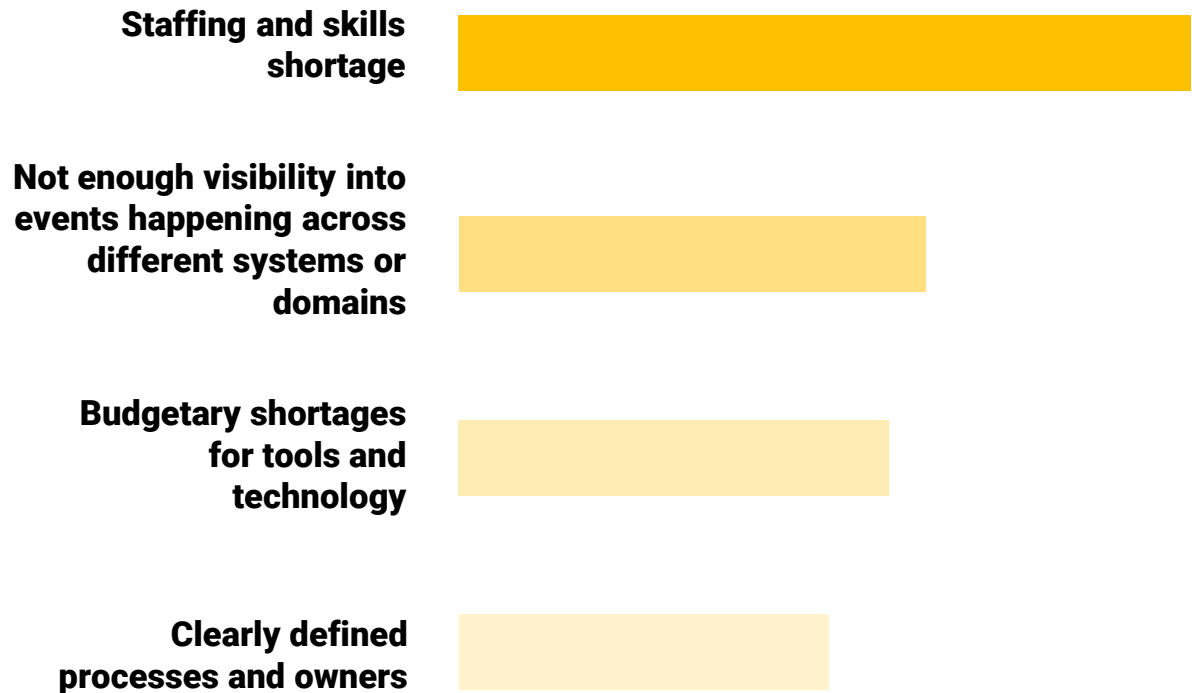 Staffing and skills
shortage
Not enough visibility into
events happening across
different systems or
domains
Budgetary shortages
for tools and
technology
Clearly defined
processes and owners